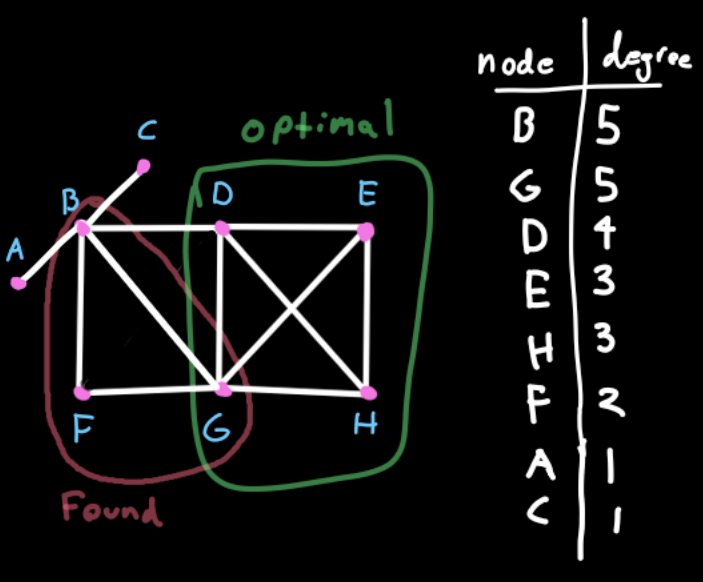 C
optimal
B
D
E
A
F
G
H
Found
node degree
B 5
G 5
D 4
E 3
H 3
F 2
A 1
C 1